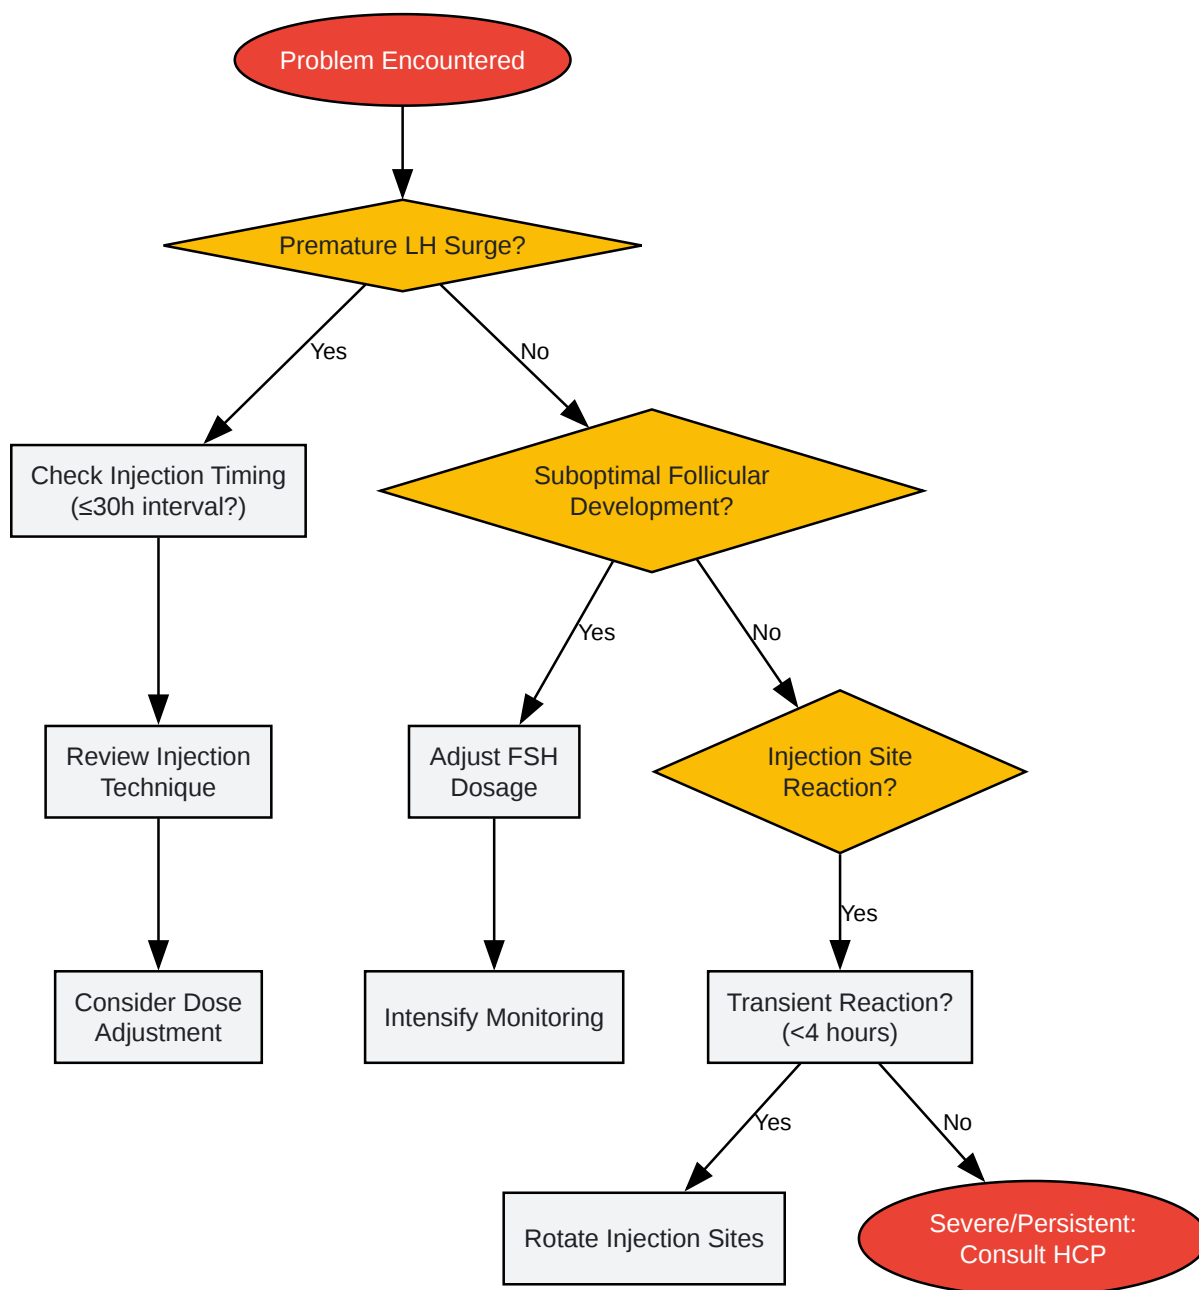 Problem Encountered
Premature LH Surge?
Yes
No
Check Injection Timing
(≤30h interval?)
Suboptimal Follicular
Development?
Yes
No
Review Injection
Technique
Adjust FSH
Dosage
Injection Site
Reaction?
Yes
Consider Dose
Adjustment
Intensify Monitoring
Transient Reaction?
(<4 hours)
Yes
No
Rotate Injection Sites
Severe/Persistent:
Consult HCP